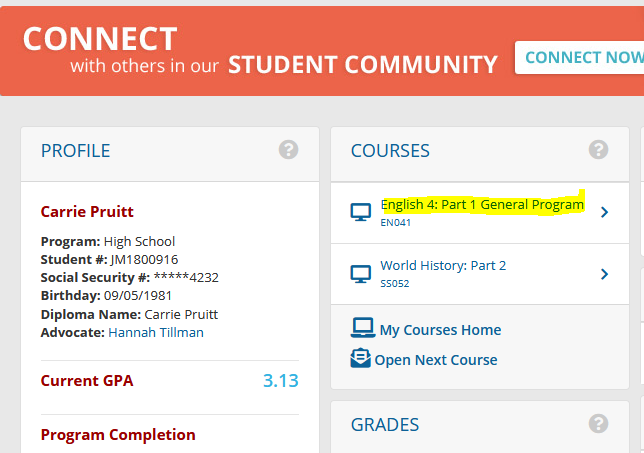 CONNECT
with others in our STUDENT COMMUNITY
CONNECT NOW
PROFILE ?
Carrie Pruitt
Program: High School
Student #: JM1800916
Social Security #: *****4232
Birthday: 09/05/1981
Diploma Name: Carrie Pruitt
Advocate: Hannah Tillman
Current GPA 3.13
Program Completion
COURSES ?
English 4: Part 1 General Program
EN041
World History: Part 2
SS052
My Courses Home
Open Next Course
GRADES ?